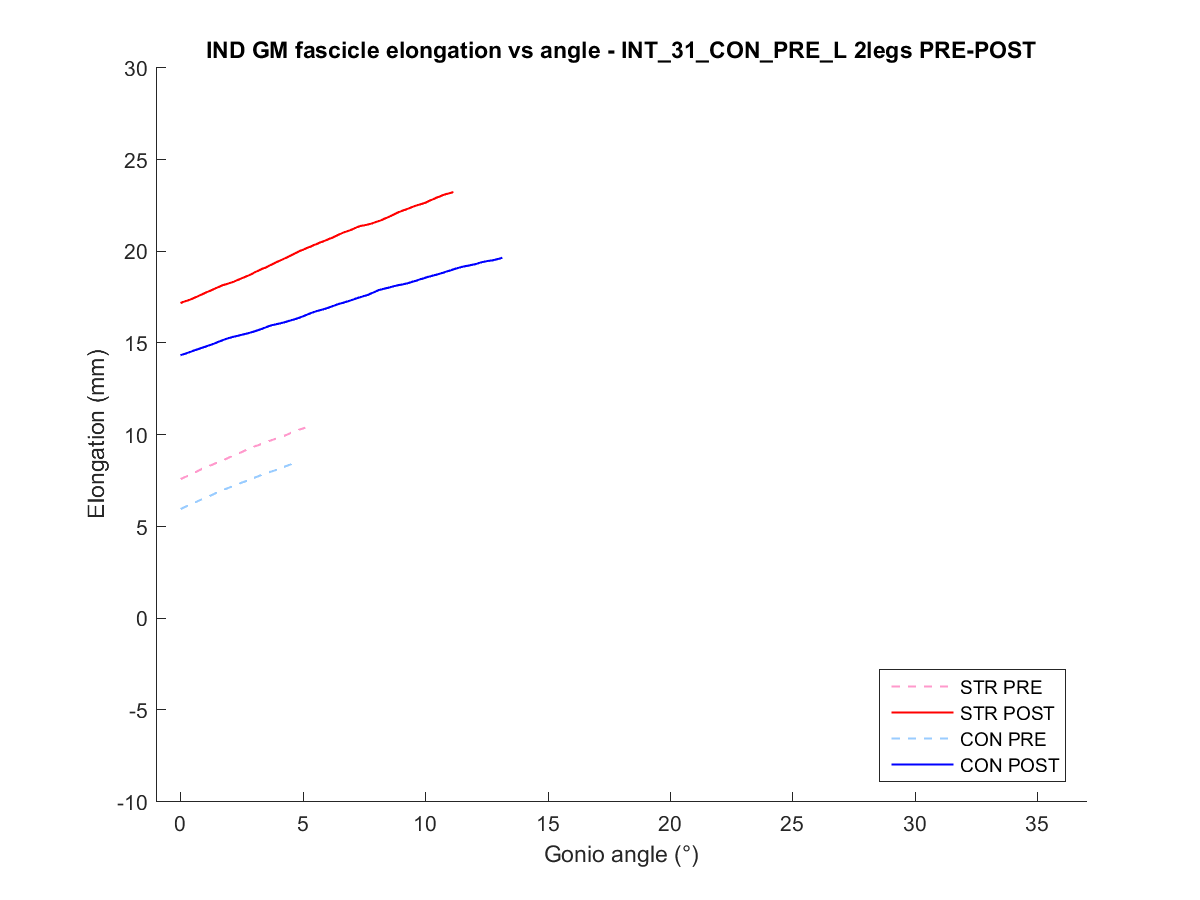 IND GM fascicle elongation vs angle - INT_31_CON_PRE_L 2legs PRE-POST
30
25
20
15
10
5
0
-5
-10
Elongation (mm)
0 5 10 15 20 25 30 35
Gonio angle (°)
STR PRE
STR POST
CON PRE
CON POST